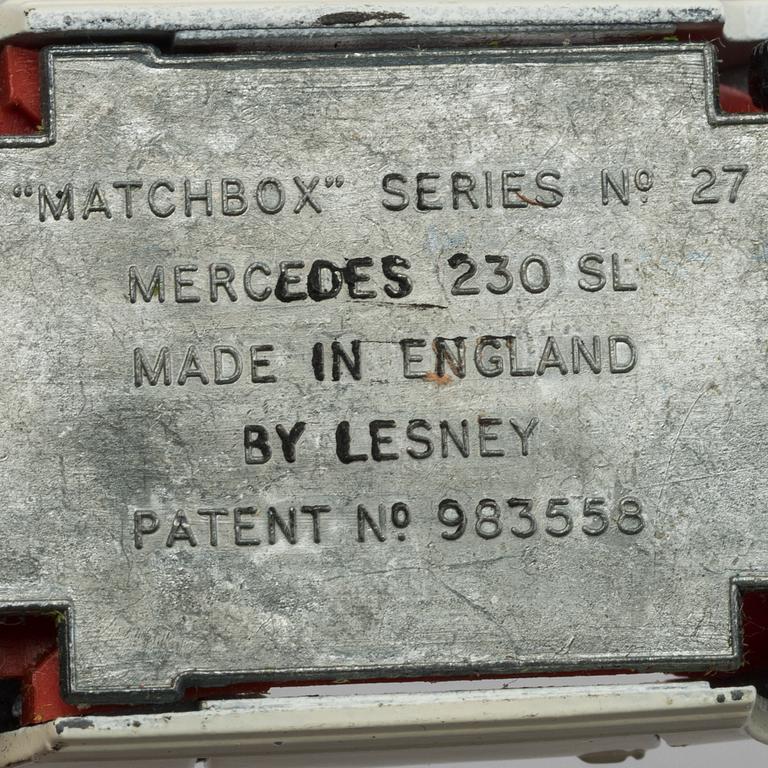 “MATCHBOX” SERIES Nº 27
MERCEDES 230 SL
MADE IN ENGLAND
BY LESNEY
PATENT Nº 983558